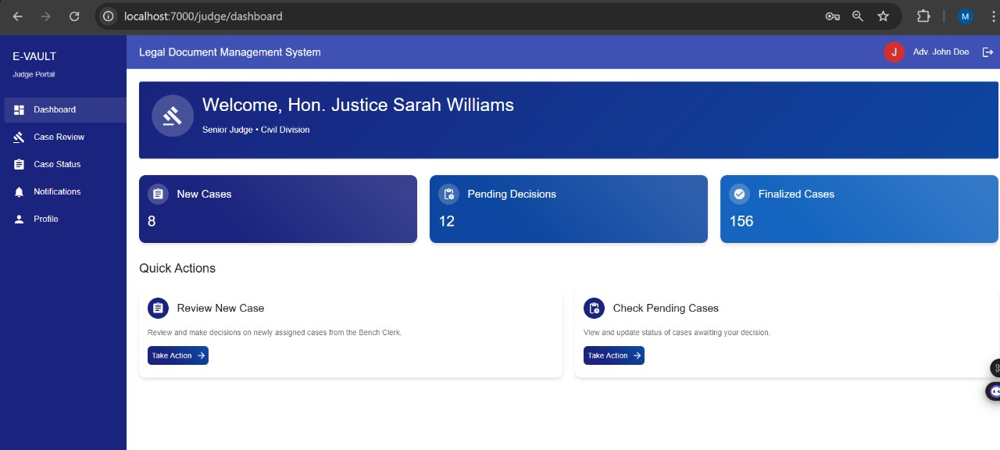 localhost:7000/judge/dashboard
M
E-VAULT
Judge Portal
Dashboard
Case Review
Case Status
Notifications
Profile
Legal Document Management System
J
Adv. John Doe
Welcome, Hon. Justice Sarah Williams
Senior Judge • Civil Division
New Cases
8
Pending Decisions
12
Finalized Cases
156
Quick Actions
Review New Case
Review and make decisions on newly assigned cases from the Bench Clerk.
Take Action
Check Pending Cases
View and update status of cases awaiting your decision.
Take Action